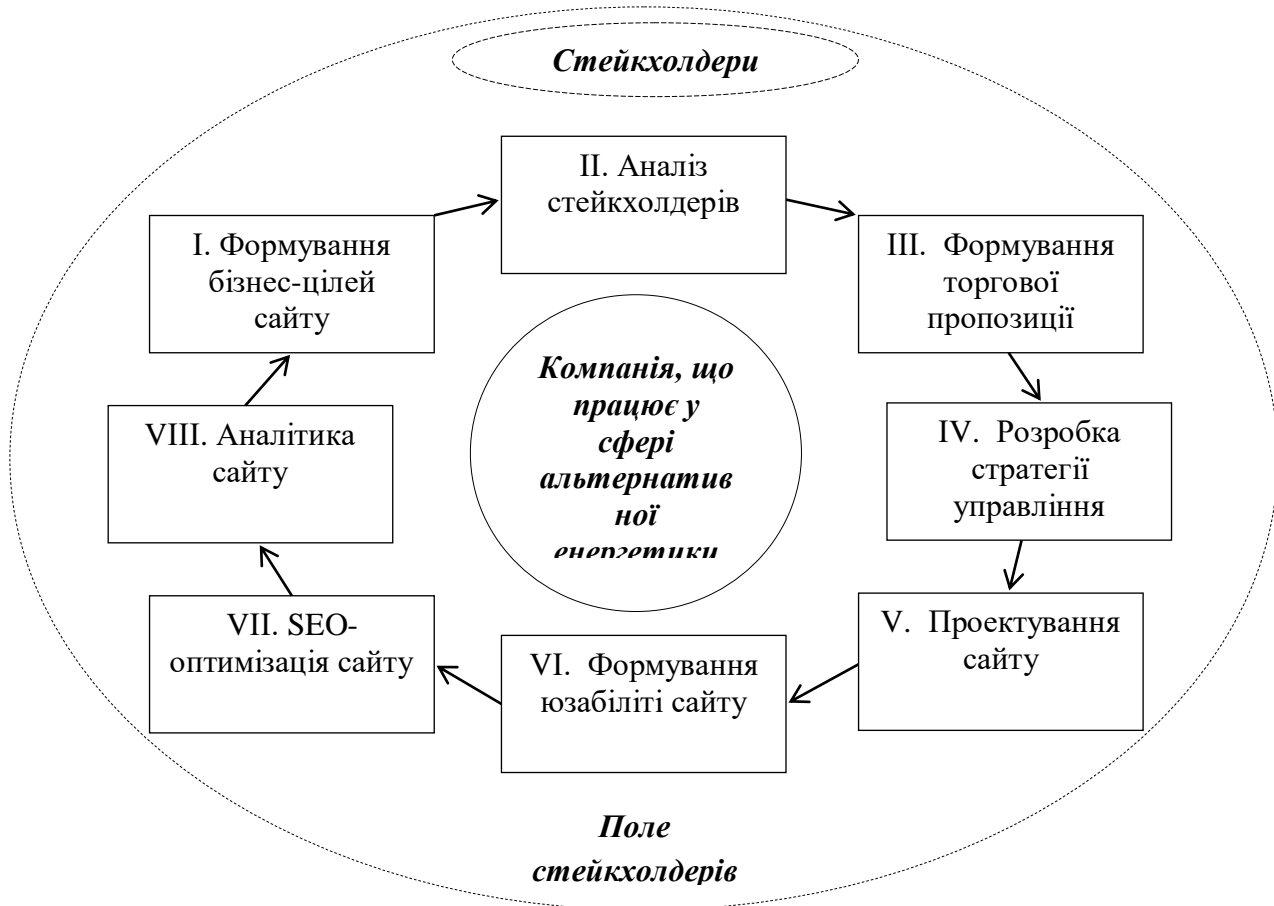 Стейкхолдери
II. Аналіз
стейкхолдерів
I. Формування
бізнес-цілей
сайту
III. Формування
торгової
пропозиції
Компанія, що
працює у
сфері
альтернатив
ної
енергетики
VIII. Аналітика
сайту
IV. Розробка
стратегії
управління
VII. SEO-
оптимізація сайту
VI. Формування
юзабіліті сайту
V. Проектування
сайту
Поле
стейкхолдерів